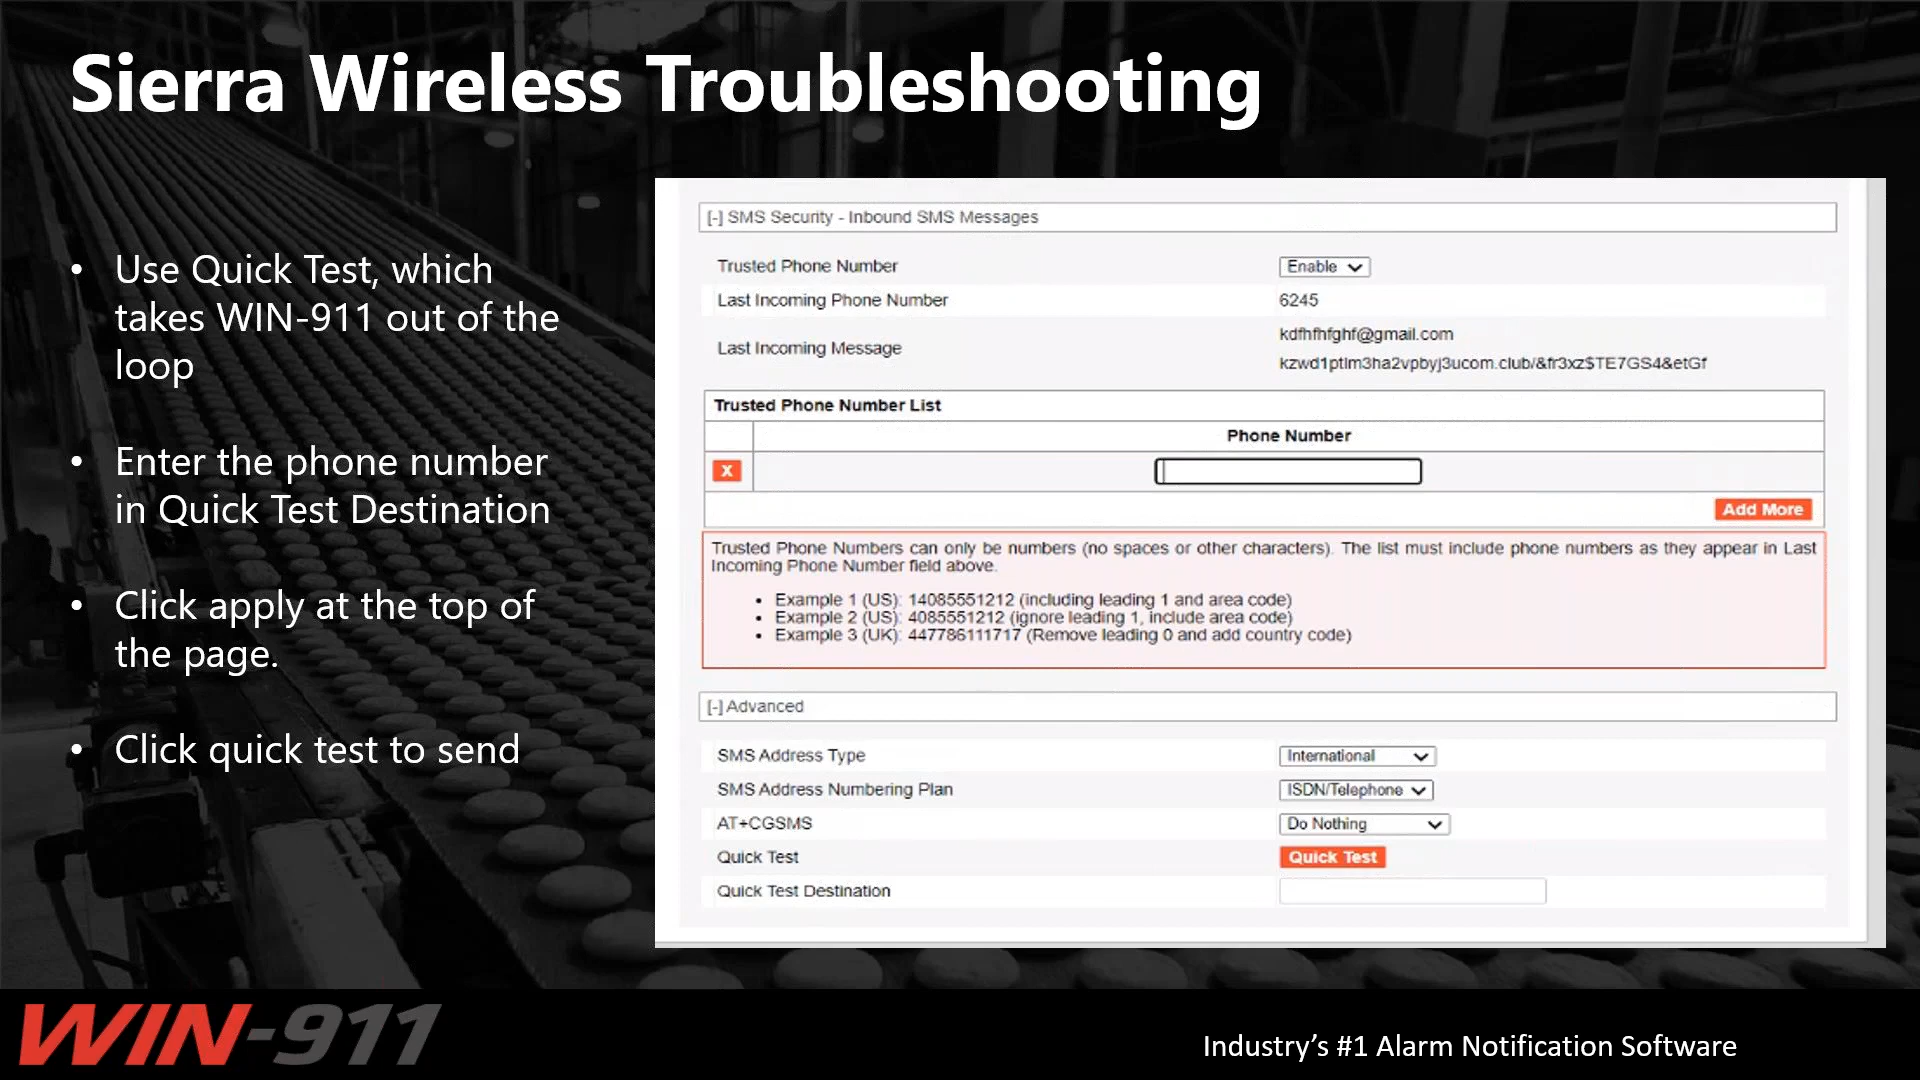 Sierra Wireless Troubleshooting
• Use Quick Test, which
takes WIN-911 out of the
loop
• Enter the phone number
in Quick Test Destination
• Click apply at the top of
the page.
• Click quick test to send
[-] SMS Security - Inbound SMS Messages
Trusted Phone Number Enable
Last Incoming Phone Number 6245
Last Incoming Message kdfhfhfghf@gmail.com
kzwd1ptlm3ha2vpbyj3ucom.club/&fr3xz$TE7GS4&etGf
Trusted Phone Number List
Phone Number
X
Add More
Trusted Phone Numbers can only be numbers (no spaces or other characters). The list must include phone numbers as they appear in Last
Incoming Phone Number field above.
• Example 1 (US): 14085551212 (including leading 1 and area code)
• Example 2 (US): 4085551212 (ignore leading 1, include area code)
• Example 3 (UK): 447786111717 (Remove leading 0 and add country code)
[-] Advanced
SMS Address Type International
SMS Address Numbering Plan ISDN/Telephone
AT+CGSMS Do Nothing
Quick Test Quick Test
Quick Test Destination
WIN-911
Industry’s #1 Alarm Notification Software